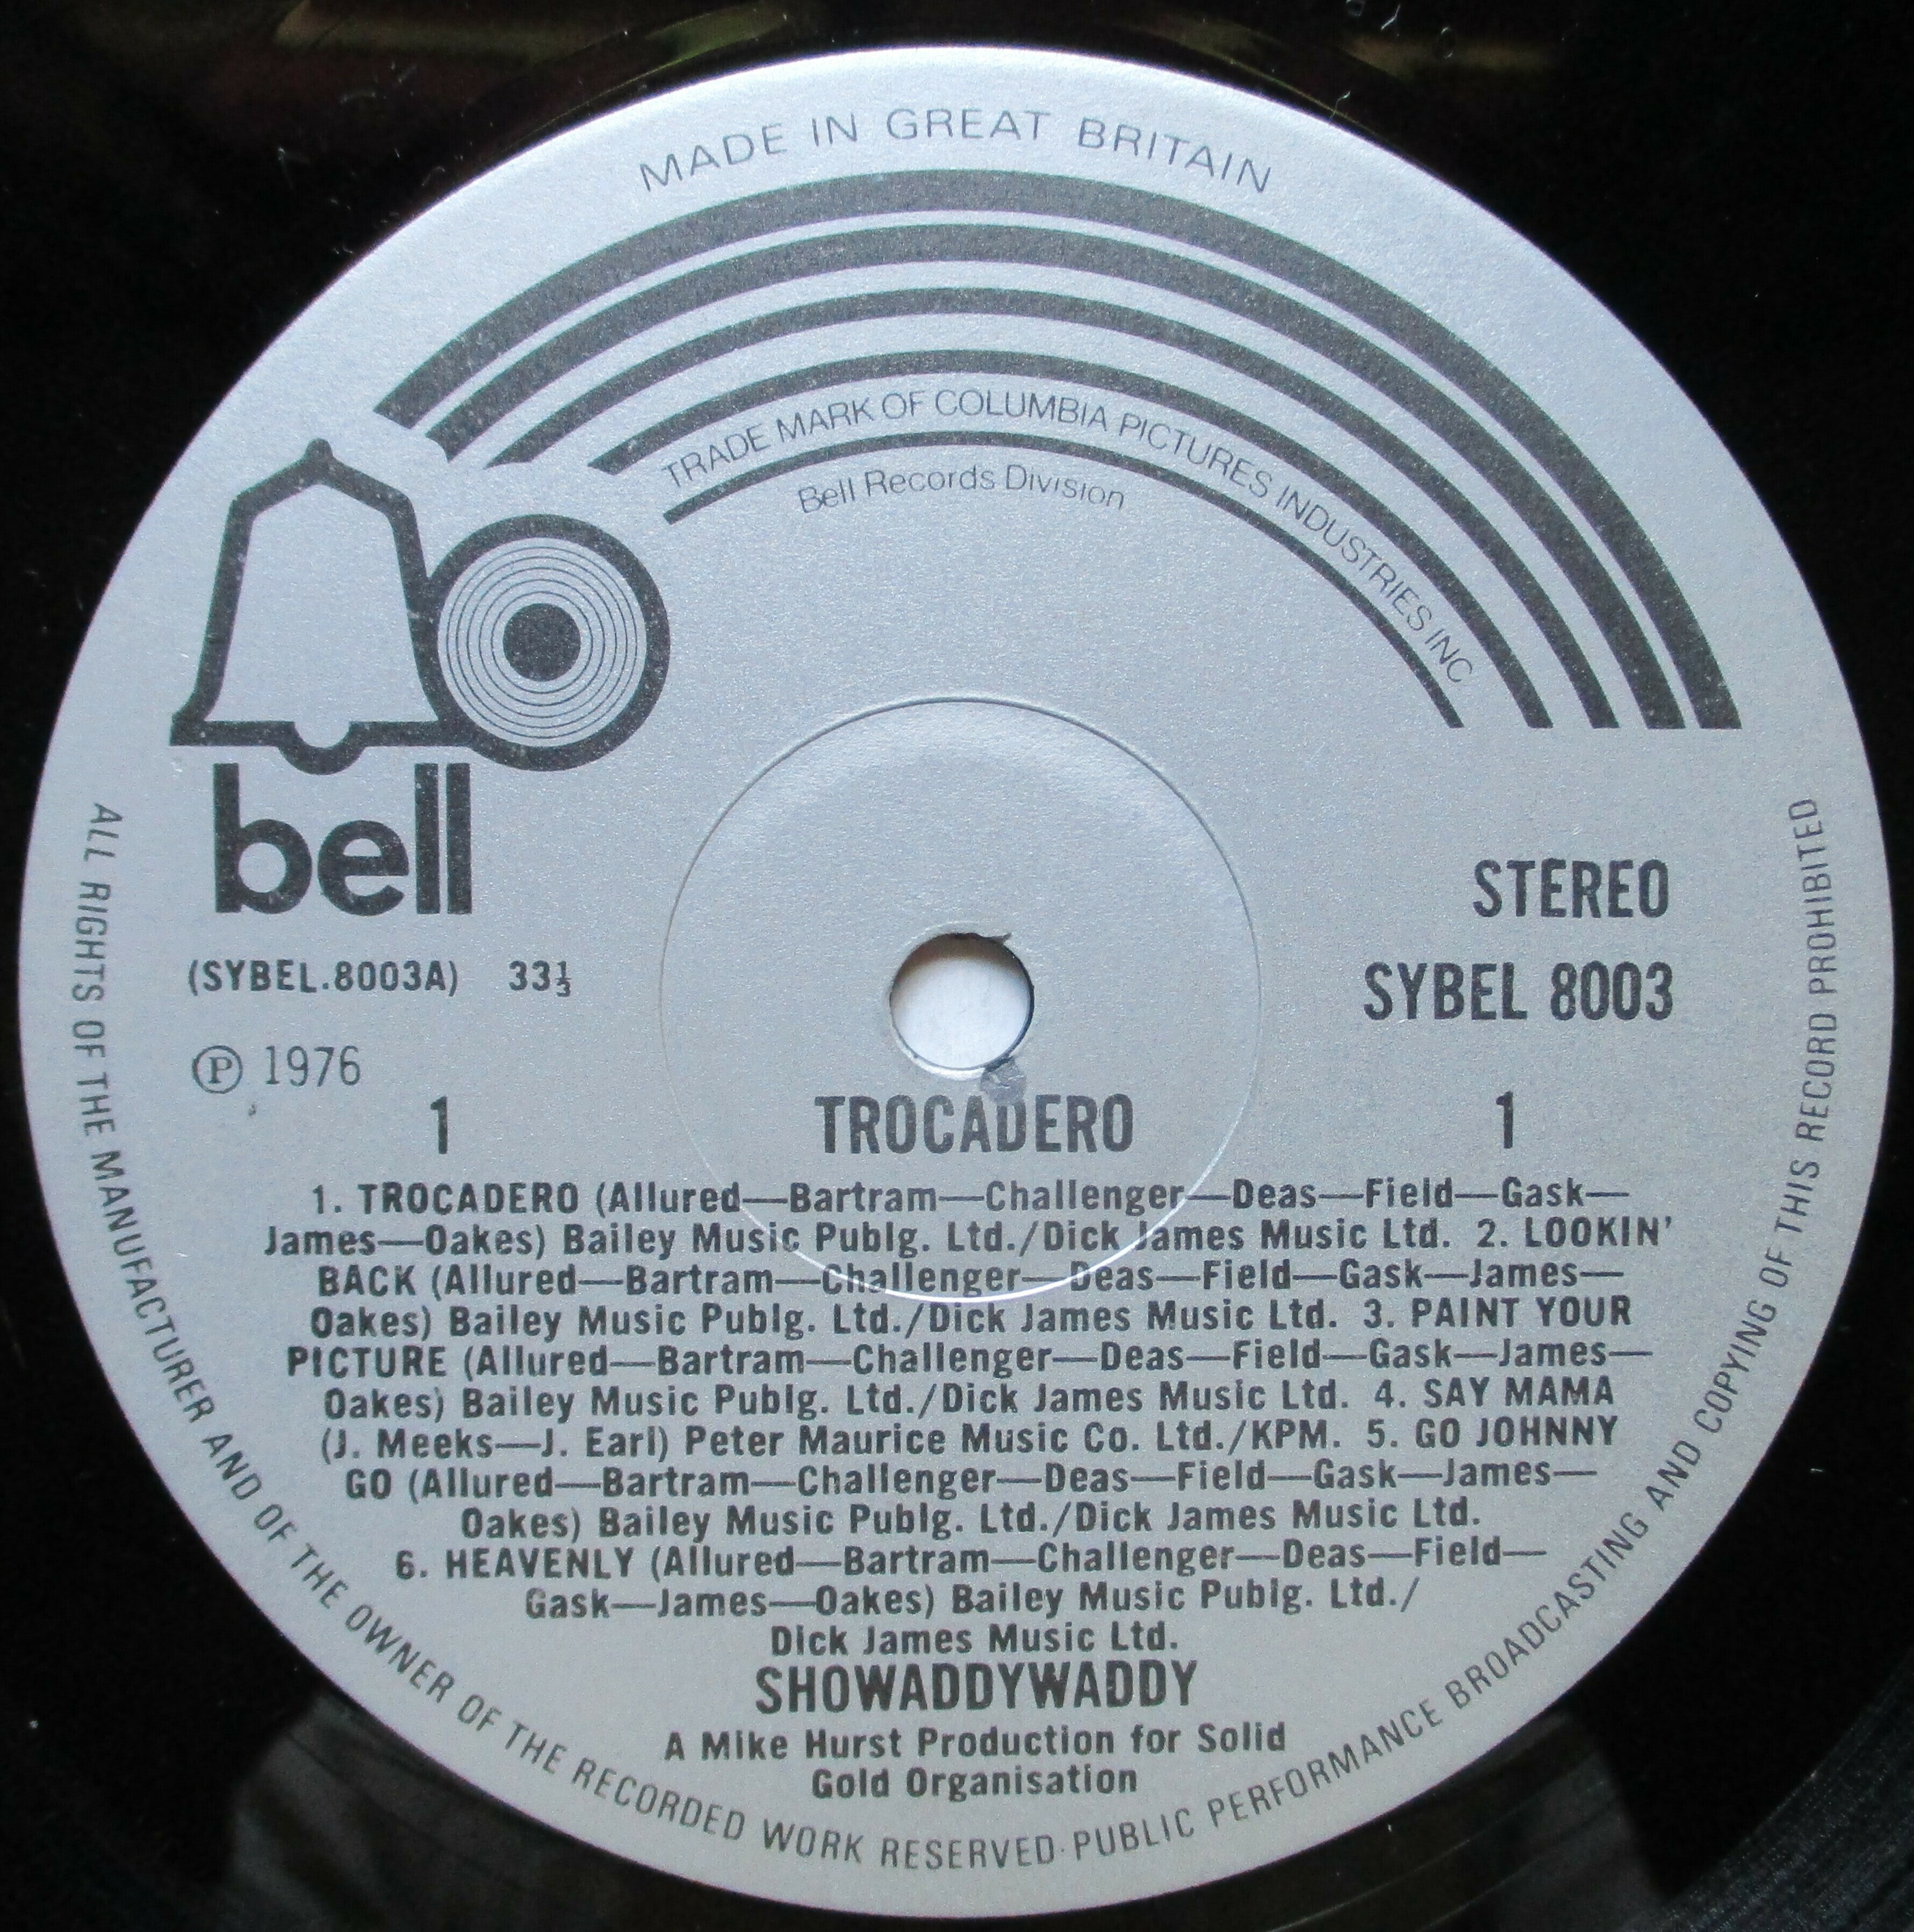 MADE IN GREAT BRITAIN
TRADE MARK OF COLUMBIA PICTURES INDUSTRIES INC
Bell Records Division
bell
STEREO
(SYBEL.8003A) 33⅓
SYBEL 8003
Ⓟ 1976
1 TROCADERO 1
1. TROCADERO (Allured—Bartram—Challenger—Deas—Field—Gask—
James—Oakes) Bailey Music Publg. Ltd./Dick James Music Ltd. 2. LOOKIN'
BACK (Allured—Bartram—Challenger—Deas—Field—Gask—James—
Oakes) Bailey Music Publg. Ltd./Dick James Music Ltd. 3. PAINT YOUR
PICTURE (Allured—Bartram—Challenger—Deas—Field—Gask—James—
Oakes) Bailey Music Publg. Ltd./Dick James Music Ltd. 4. SAY MAMA
(J. Meeks—J. Earl) Peter Maurice Music Co. Ltd./KPM. 5. GO JOHNNY
GO (Allured—Bartram—Challenger—Deas—Field—Gask—James—
Oakes) Bailey Music Publg. Ltd./Dick James Music Ltd.
6. HEAVENLY (Allured—Bartram—Challenger—Deas—Field—
Gask—James—Oakes) Bailey Music Publg. Ltd./
Dick James Music Ltd.
SHOWADDYWADDY
A Mike Hurst Production for Solid
Gold Organisation
ALL RIGHTS OF THE MANUFACTURER AND OF THE OWNER OF THE RECORDED WORK RESERVED·PUBLIC PERFORMANCE BROADCASTING AND COPYING OF THIS RECORD PROHIBITED